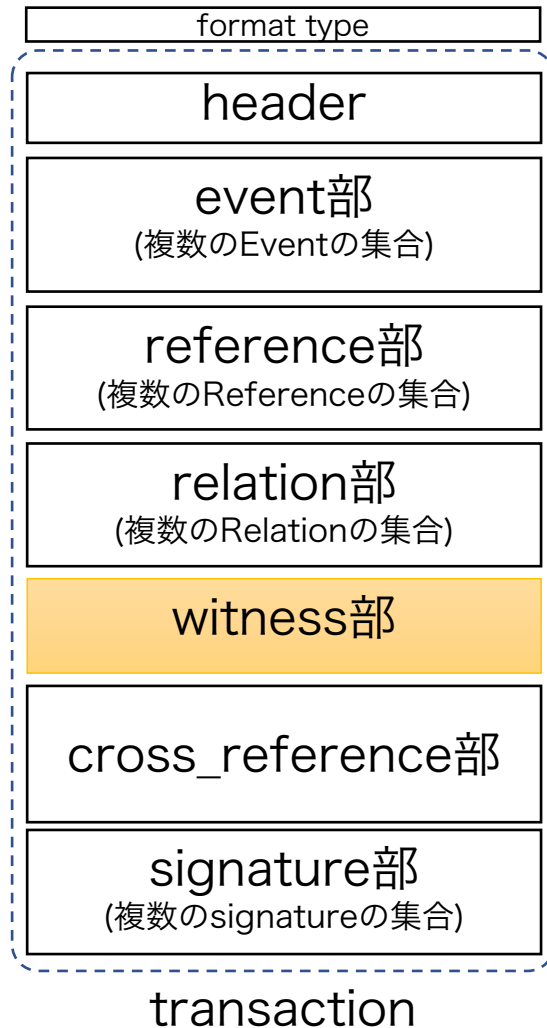 format type
header
event部
(複数のEventの集合)
reference部
(複数のReferenceの集合)
relation部
(複数のRelationの集合)
witness部
cross_reference部
signature部
(複数のsignatureの集合)
transaction